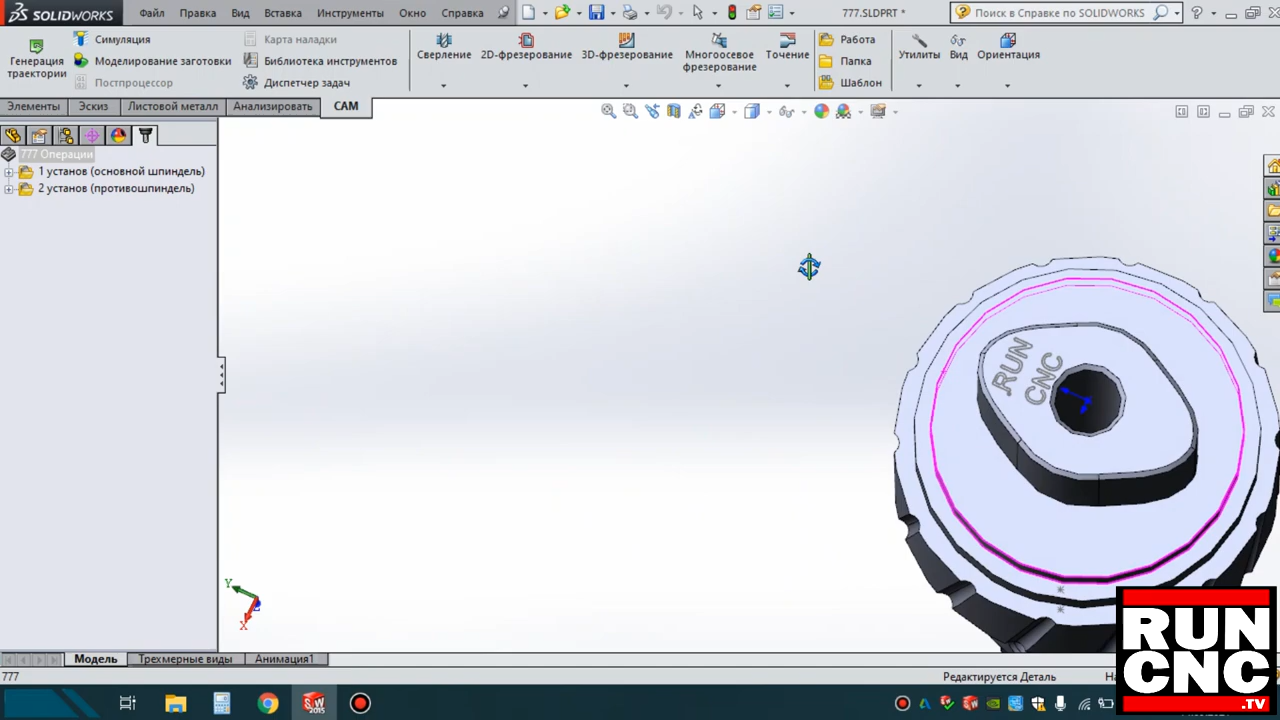 SOLIDWORKS
Файл
Правка
Вид
Вставка
Инструменты
Окно
Справка
777.SLDPRT *
Поиск в Справке по SOLIDWORKS
Генерация
траектории
Симуляция
Моделирование заготовки
Постпроцессор
Карта наладки
Библиотека инструментов
Диспетчер задач
Сверление
2D-фрезерование
3D-фрезерование
Многоосевое
фрезерование
Точение
Работа
Папка
Шаблон
Утилиты
Вид
Ориентация
Элементы
Эскиз
Листовой металл
Анализировать
CAM
777 Операции
1 установ (основной шпиндель)
2 установ (противошпиндель)
RUN
CNC
Y
X
Модель
Трехмерные виды
Анимация1
777
Редактируется Деталь
RUN
CNC
.TV